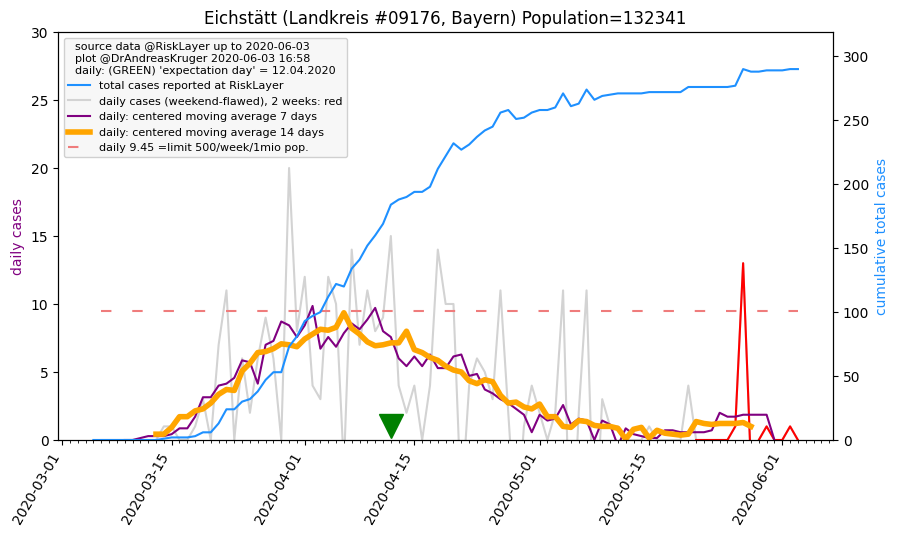 Eichstätt (Landkreis #09176, Bayern) Population=132341
source data @RiskLayer up to 2020-06-03
plot @DrAndreasKruger 2020-06-03 16:58
daily: (GREEN) 'expectation day' = 12.04.2020
total cases reported at RiskLayer
daily cases (weekend-flawed), 2 weeks: red
daily: centered moving average 7 days
daily: centered moving average 14 days
daily 9.45 =limit 500/week/1mio pop.
daily cases
30
25
20
15
10
5
0
cumulative total cases
300
250
200
150
100
50
0
2020-03-01
2020-03-15
2020-04-01
2020-04-15
2020-05-01
2020-05-15
2020-06-01